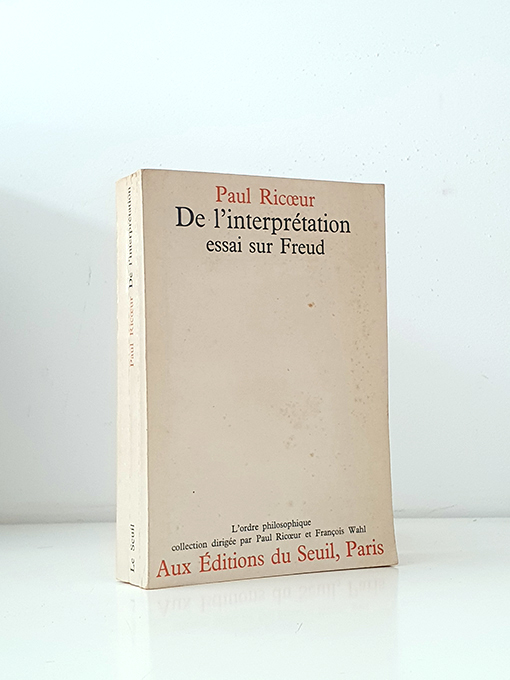 Paul Ricœur
De l'interprétation
essai sur Freud
L'ordre philosophique
collection dirigée par Paul Ricœur et François Wahl
Aux Éditions du Seuil, Paris
Paul Ricœur De l'interprétation
Le Seuil